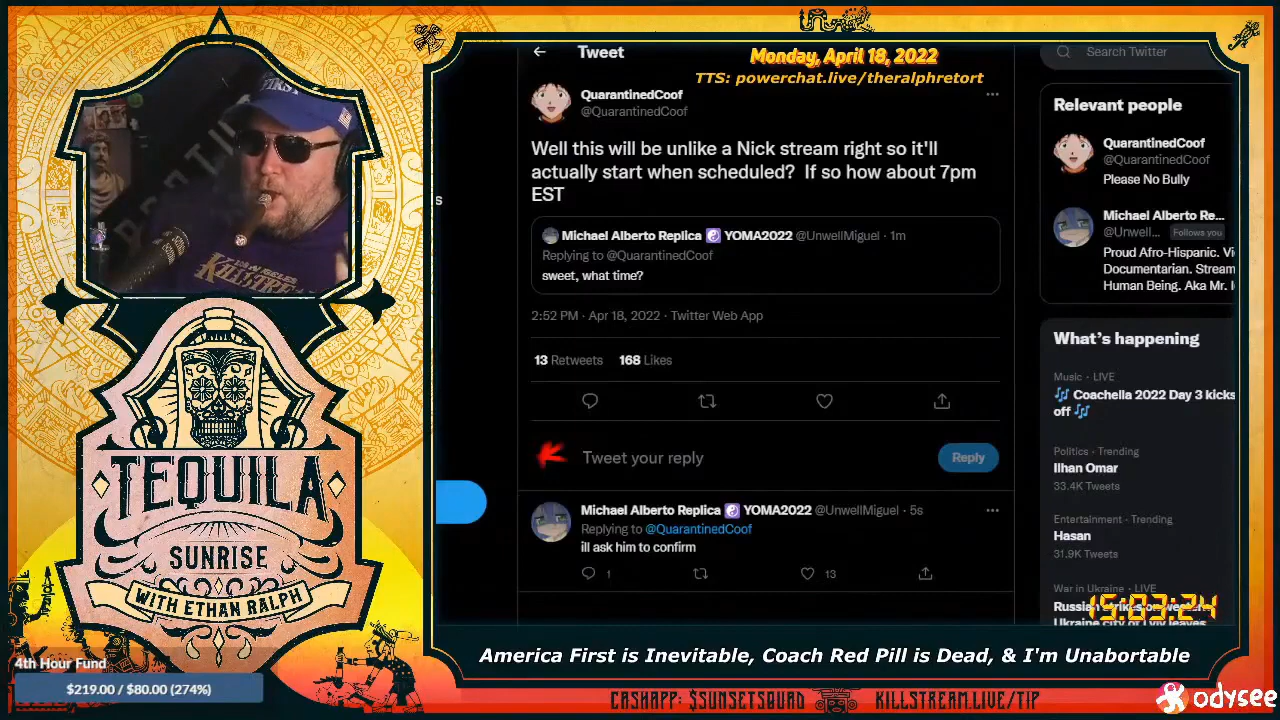 Monday, April 18, 2022
TTS: powerchat.live/theralphretort
Tweet
QuarantinedCoof
@QuarantinedCoof
Well this will be unlike a Nick stream right so it'll
actually start when scheduled? If so how about 7pm
EST
Michael Alberto Replica ☯ YOMA2022 @UnwellMiguel · 1m
Replying to @QuarantinedCoof
sweet, what time?
2:52 PM · Apr 18, 2022 · Twitter Web App
13 Retweets 168 Likes
Tweet your reply
Reply
Michael Alberto Replica ☯ YOMA2022 @UnwellMiguel · 5s
Replying to @QuarantinedCoof
ill ask him to confirm
1 13
Search Twitter
Relevant people
QuarantinedCoof
@QuarantinedCoof
Please No Bully
Michael Alberto Re...
@Unwell... Follows you
Proud Afro-Hispanic.
Documentarian. Stream
Human Being. Aka Mr.
What's happening
Music · LIVE
🎶 Coachella 2022 Day 3 kicks
off 🎶
Politics · Trending
Ilhan Omar
33.4K Tweets
Entertainment · Trending
Hasan
31.9K Tweets
War in Ukraine · LIVE
15:03:24
FIRST
KILLSTREAM
TEQUILA
SUNRISE
WITH ETHAN RALPH
4th Hour Fund
$219.00 / $80.00 (274%)
America First is Inevitable, Coach Red Pill is Dead, & I'm Unabortable
CASHAPP: $SUNSETSQUAD
KILLSTREAM.LIVE/TIP
odysee